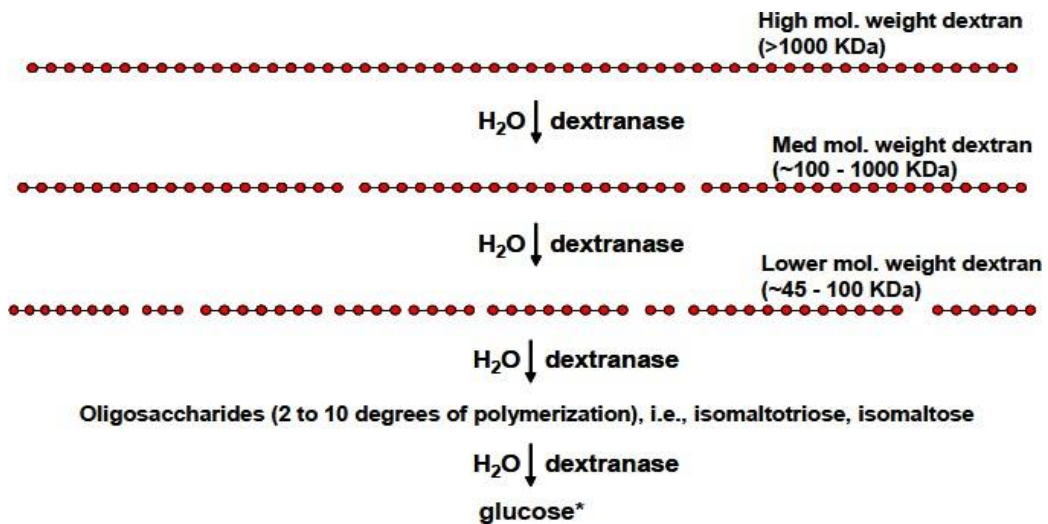 High mol. weight dextran
(>1000 KDa)
H₂O dextranase
Med mol. weight dextran
(~100 - 1000 KDa)
H₂O dextranase
Lower mol. weight dextran
(~45 - 100 KDa)
H₂O dextranase
Oligosaccharides (2 to 10 degrees of polymerization), i.e., isomaltotriose, isomaltose
H₂O dextranase
glucose*